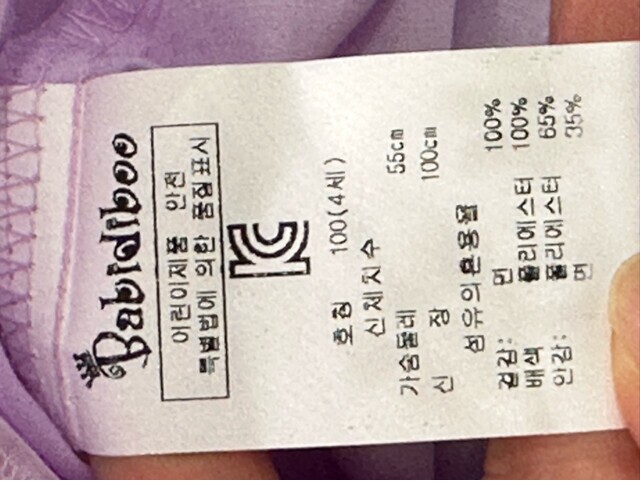 Babidiboo
어린이제품 안전
특별법에 의한 품질표시
KC
호칭 100(4세)
신체치수
가슴둘레 55cm
신 장 100cm
섬유의혼용율
겉감: 면 100%
배색 폴리에스터 100%
안감: 폴리에스터 65%
면 35%